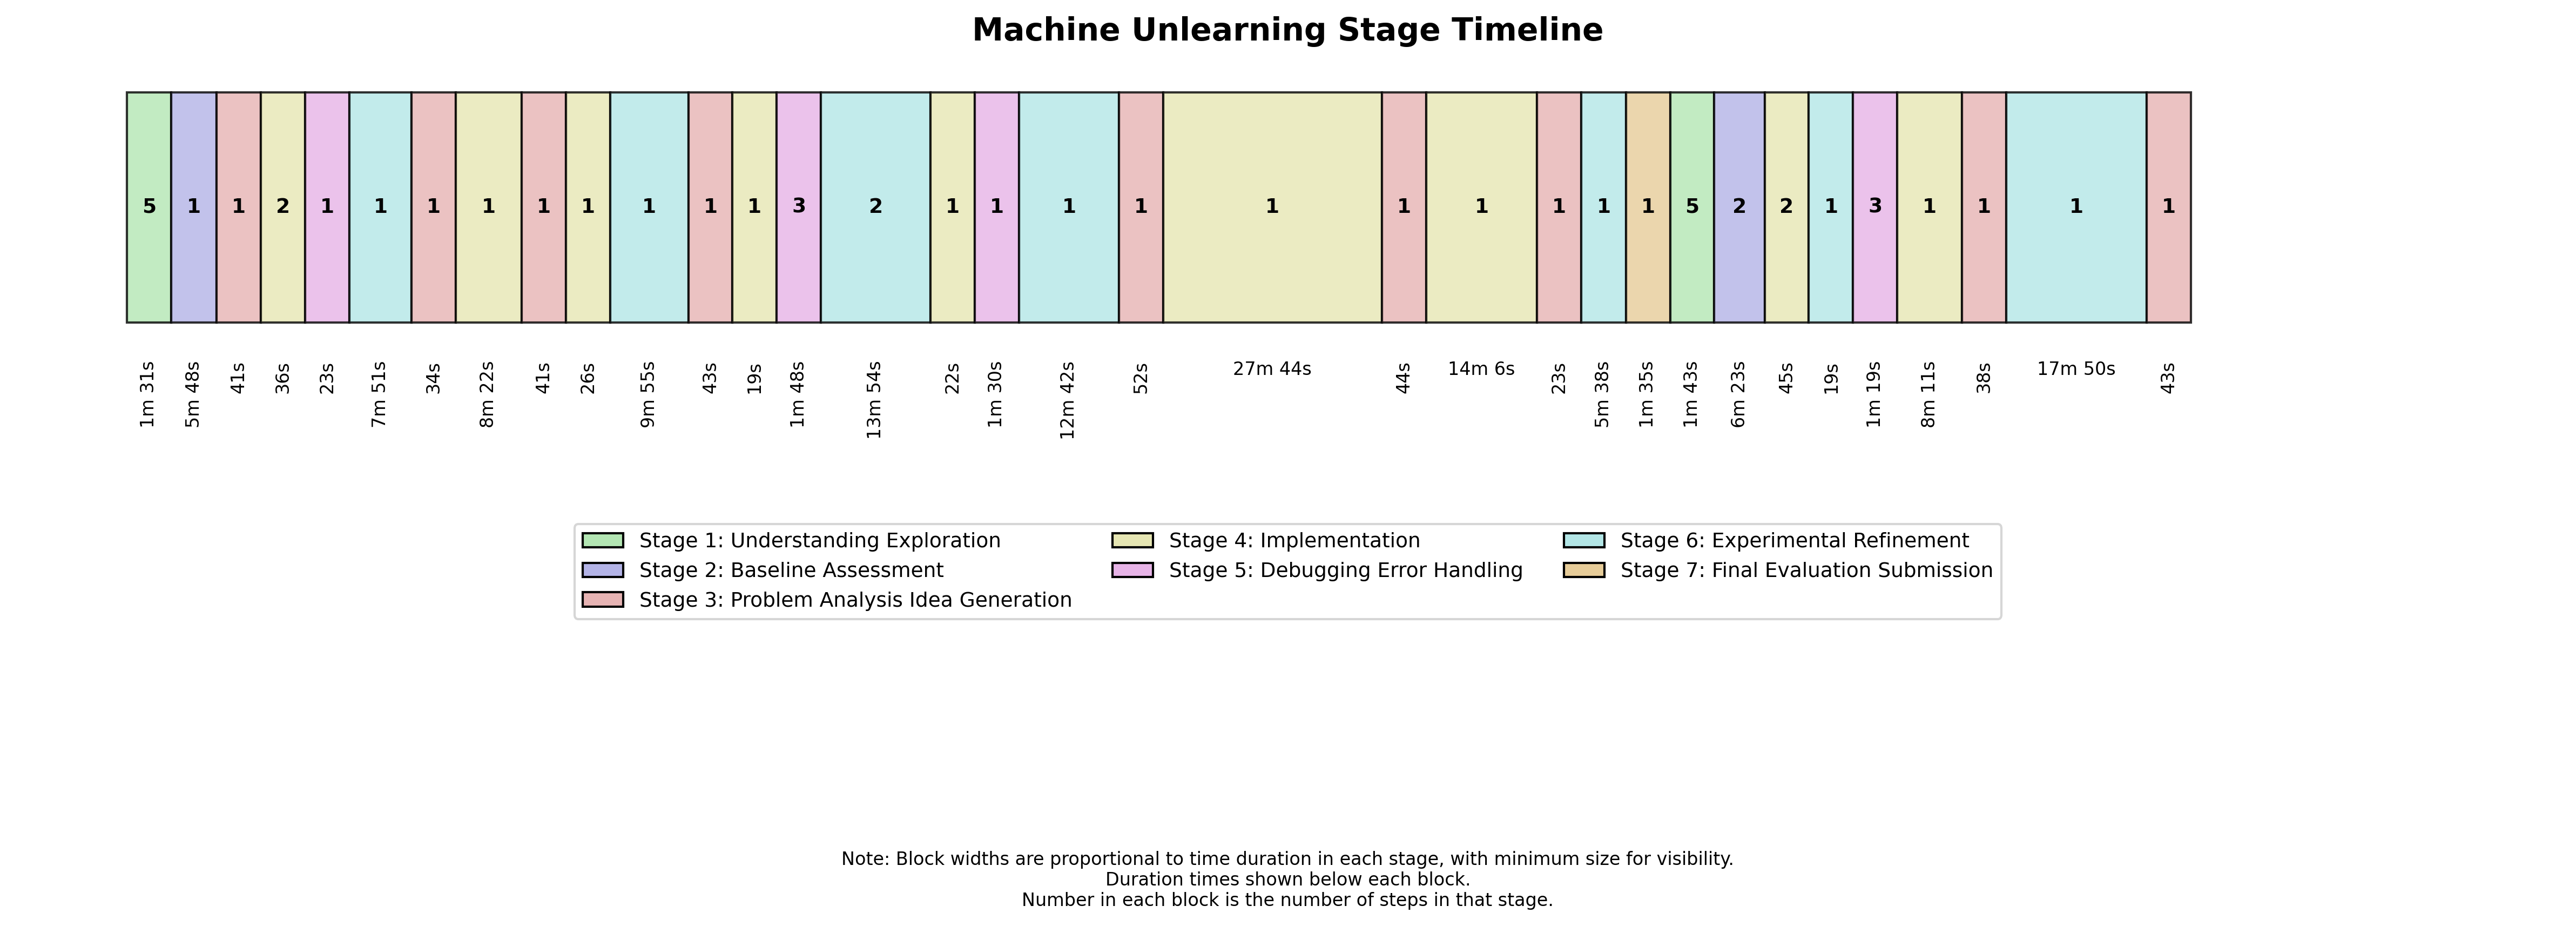 Machine Unlearning Stage Timeline
5 1 1 2 1 1 1 1 1 1 1 1 1 3 2 1 1 1 1 1 1 1 1 1 1 5 2 2 1 3 1 1 1 1
1m 31s 5m 48s 41s 36s 23s 7m 51s 34s 8m 22s 41s 26s 9m 55s 43s 19s 1m 48s 13m 54s 22s 1m 30s 12m 42s 52s 27m 44s 44s 14m 6s 23s 5m 38s 1m 35s 1m 43s 6m 23s 45s 19s 1m 19s 8m 11s 38s 17m 50s 43s
Stage 1: Understanding Exploration
Stage 2: Baseline Assessment
Stage 3: Problem Analysis Idea Generation
Stage 4: Implementation
Stage 5: Debugging Error Handling
Stage 6: Experimental Refinement
Stage 7: Final Evaluation Submission
Note: Block widths are proportional to time duration in each stage, with minimum size for visibility.
Duration times shown below each block.
Number in each block is the number of steps in that stage.